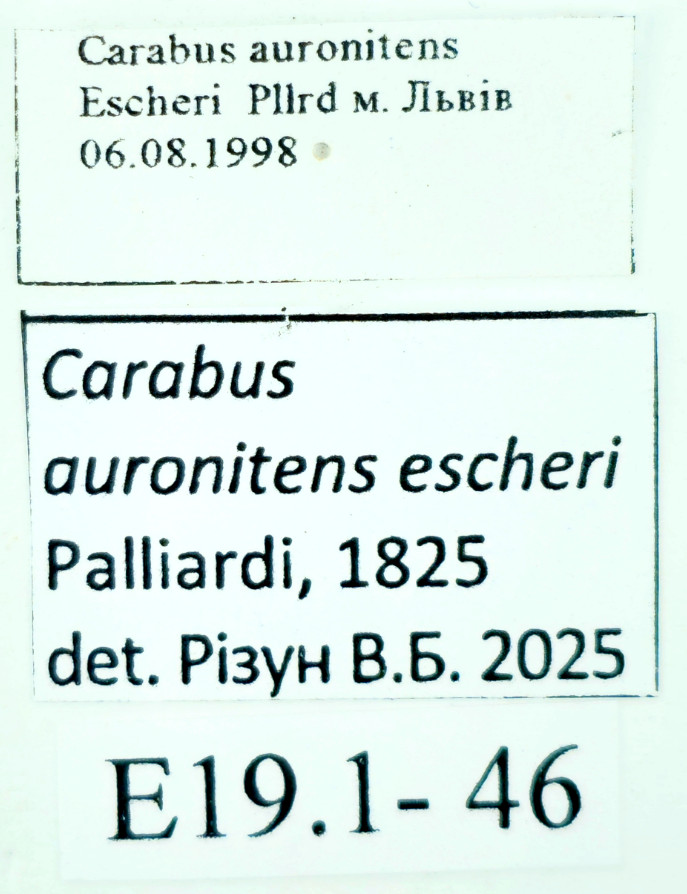 Carabus auronitens
Escheri Pllrd м. Львів
06.08.1998
Carabus
auronitens escheri
Palliardi, 1825
det. Різун В.Б. 2025
E19.1- 46